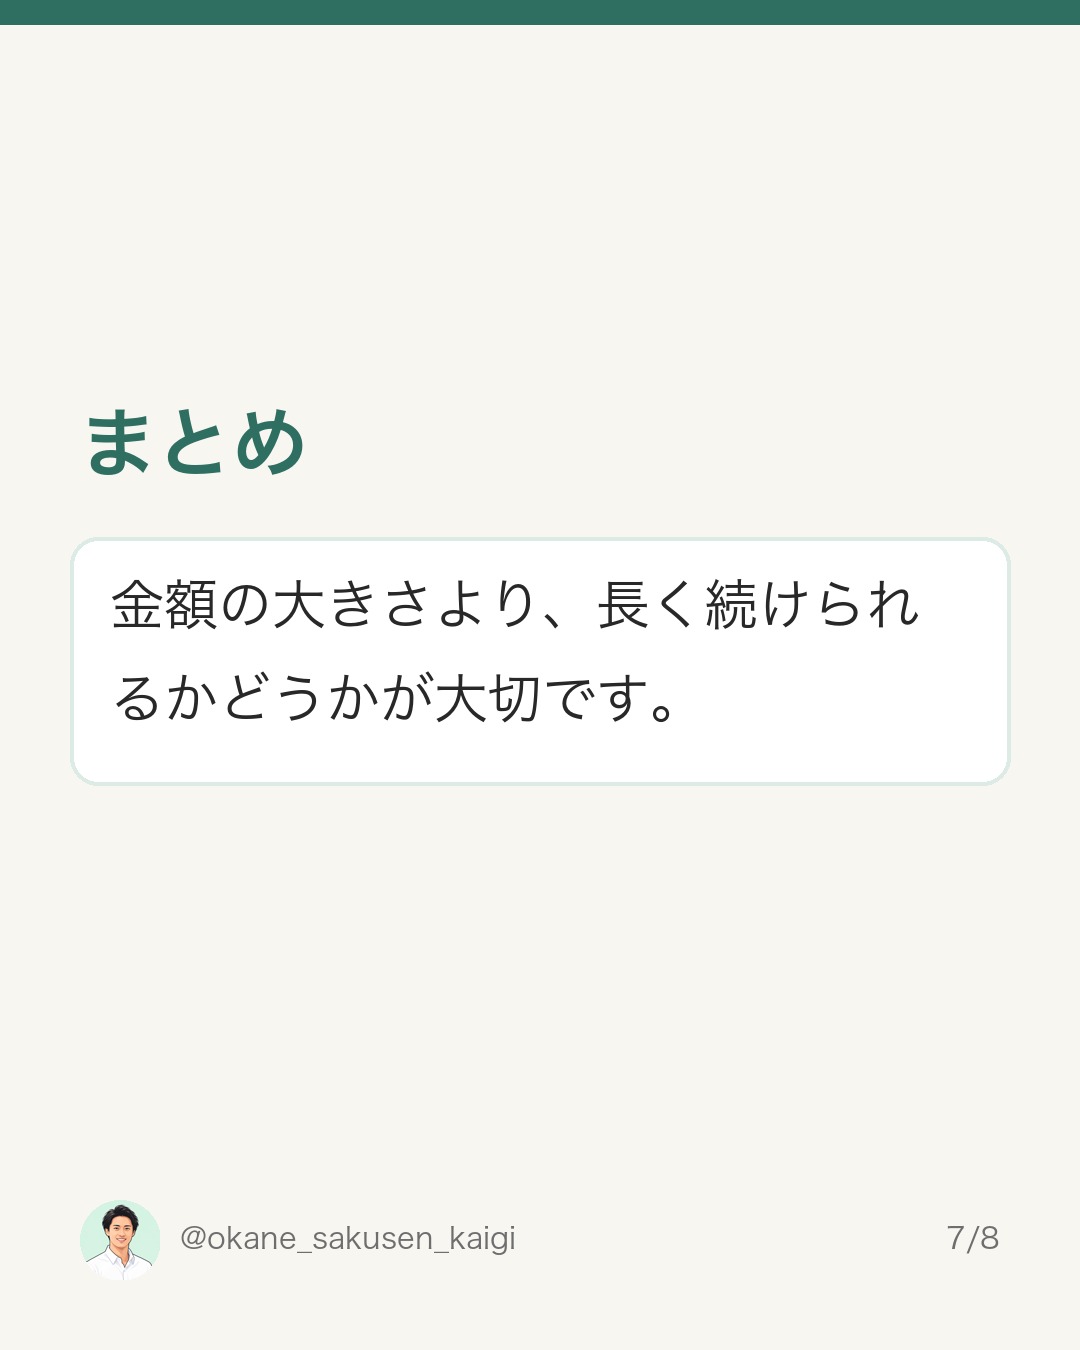 まとめ
金額の大きさより、長く続けられ
るかどうかが大切です。
@okane_sakusen_kaigi
7/8